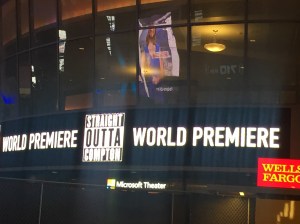 WORLD PREMIERE
STRAIGHT
OUTTA
COMPTON
WORLD PREMIERE
WELLS
FARGO
Microsoft Theater